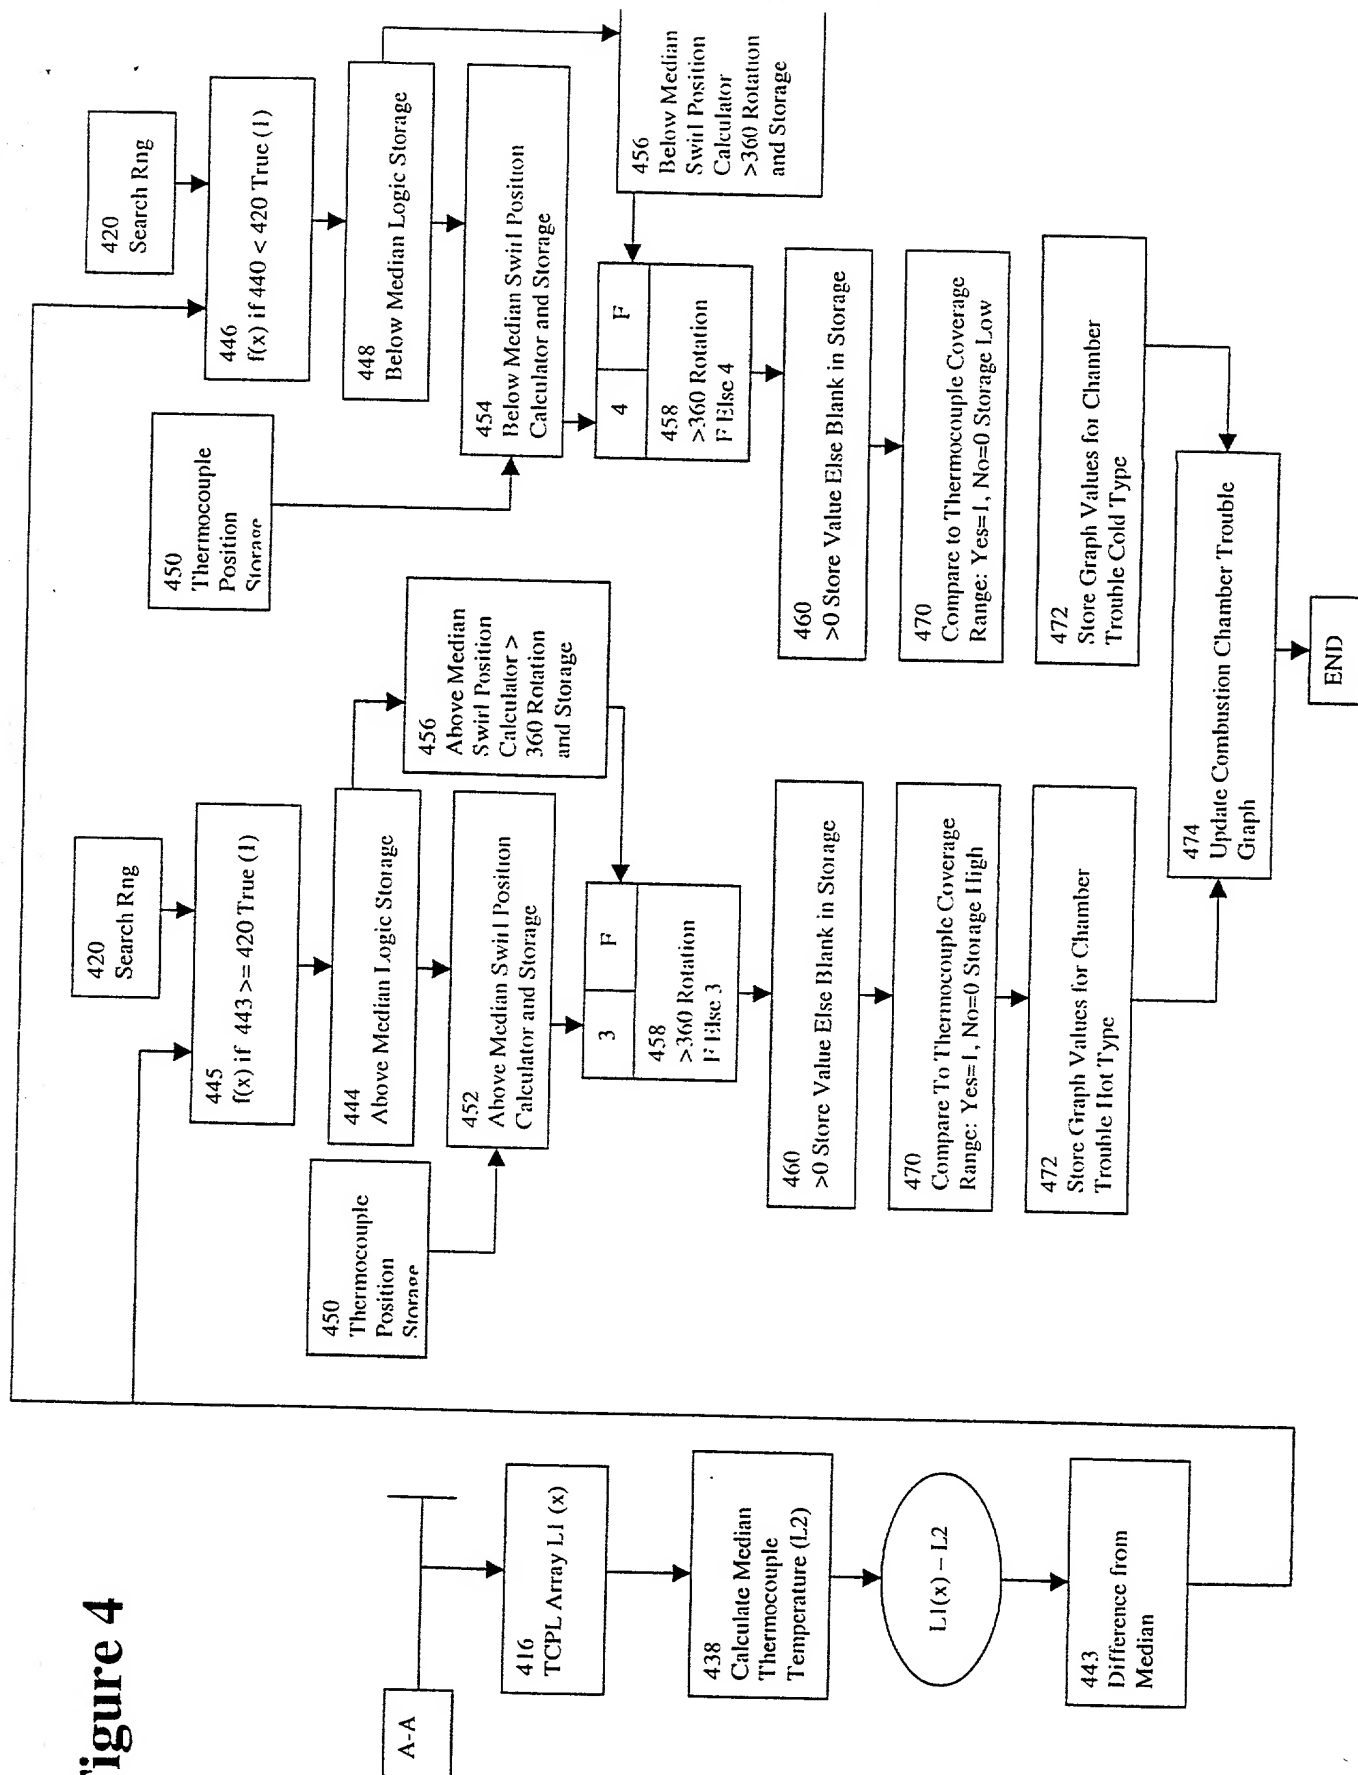 Figure 4
A-A
416
TCPL Array L1 (x)
438
Calculate Median
Thermocouple
Temperature (L2)
L1(x) – L2
443
Difference from
Median
420
Search Rng
445
f(x) if 443 >= 420 True (1)
444
Above Median Logic Storage
450
Thermocouple
Position
Storage
452
Above Median Swirl Position
Calculator and Storage
456
Above Median
Swirl Position
Calculator >
360 Rotation
and Storage
3
F
458
>360 Rotation
F Else 3
460
>0 Store Value Else Blank in Storage
470
Compare To Thermocouple Coverage
Range: Yes=1, No=0 Storage High
472
Store Graph Values for Chamber
Trouble Hot Type
420
Search Rng
446
f(x) if 440 < 420 True (1)
448
Below Median Logic Storage
450
Thermocouple
Position
Storage
454
Below Median Swirl Position
Calculator and Storage
456
Below Median
Swirl Position
Calculator
>360 Rotation
and Storage
4
F
458
>360 Rotation
F Else 4
460
>0 Store Value Else Blank in Storage
470
Compare to Thermocouple Coverage
Range: Yes=1, No=0 Storage Low
472
Store Graph Values for Chamber
Trouble Cold Type
474
Update Combustion Chamber Trouble
Graph
END